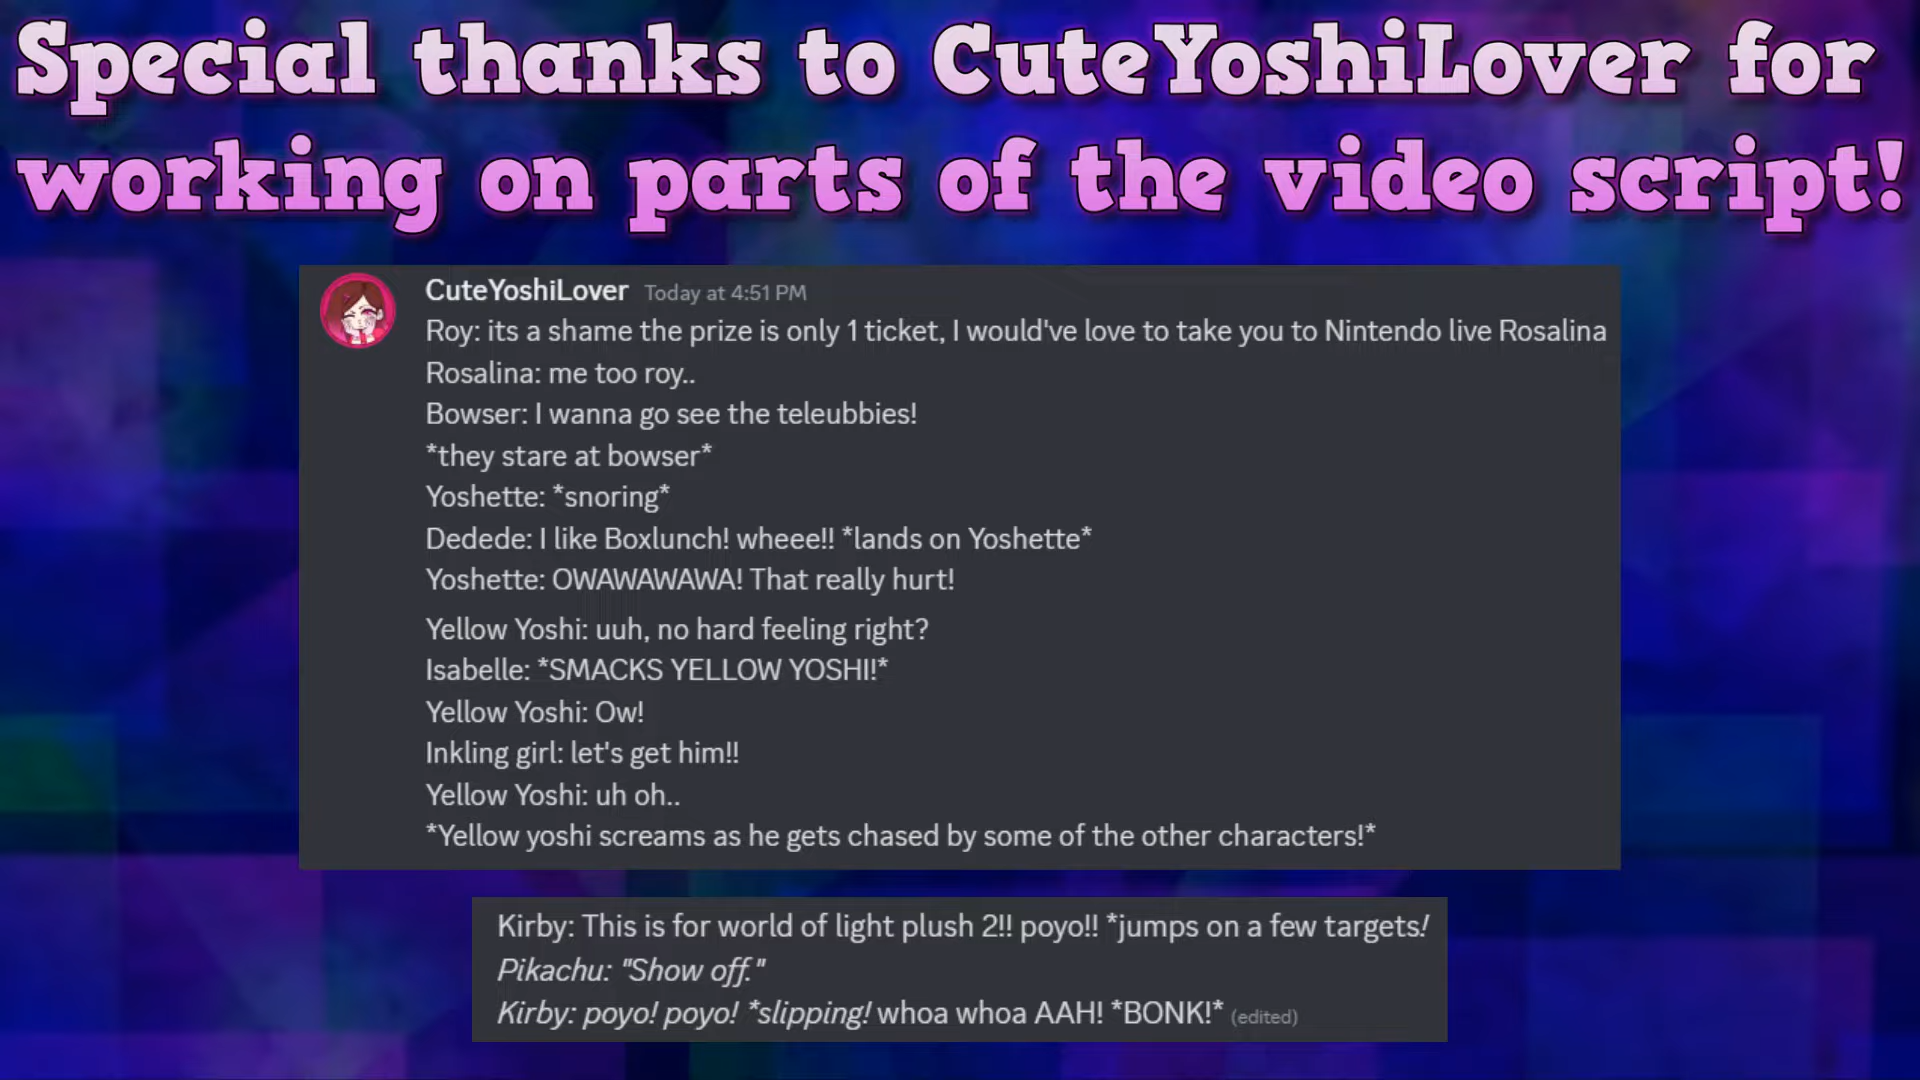 Special thanks to CuteYoshiLover for
working on parts of the video script!
CuteYoshiLover Today at 4:51 PM
Roy: its a shame the prize is only 1 ticket, I would've love to take you to Nintendo live Rosalina
Rosalina: me too roy..
Bowser: I wanna go see the teleubbies!
*they stare at bowser*
Yoshette: *snoring*
Dedede: I like Boxlunch! wheee!! *lands on Yoshette*
Yoshette: OWAWAWAWA! That really hurt!
Yellow Yoshi: uuh, no hard feeling right?
Isabelle: *SMACKS YELLOW YOSHI!*
Yellow Yoshi: Ow!
Inkling girl: let's get him!!
Yellow Yoshi: uh oh..
*Yellow yoshi screams as he gets chased by some of the other characters!*
Kirby: This is for world of light plush 2!! poyo!! *jumps on a few targets!
Pikachu: "Show off."
Kirby: poyo! poyo! *slipping! whoa whoa AAH! *BONK!* (edited)